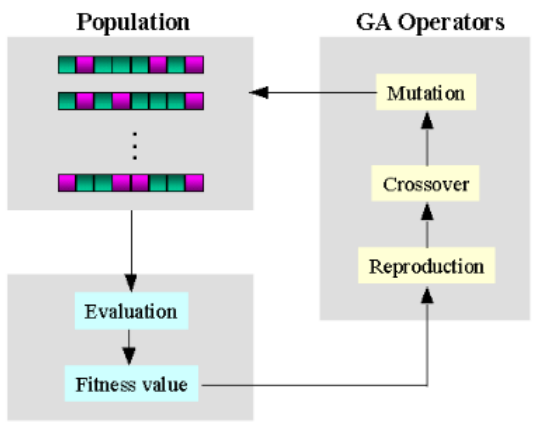 Population
GA Operators
Mutation
Crossover
Reproduction
Evaluation
Fitness value